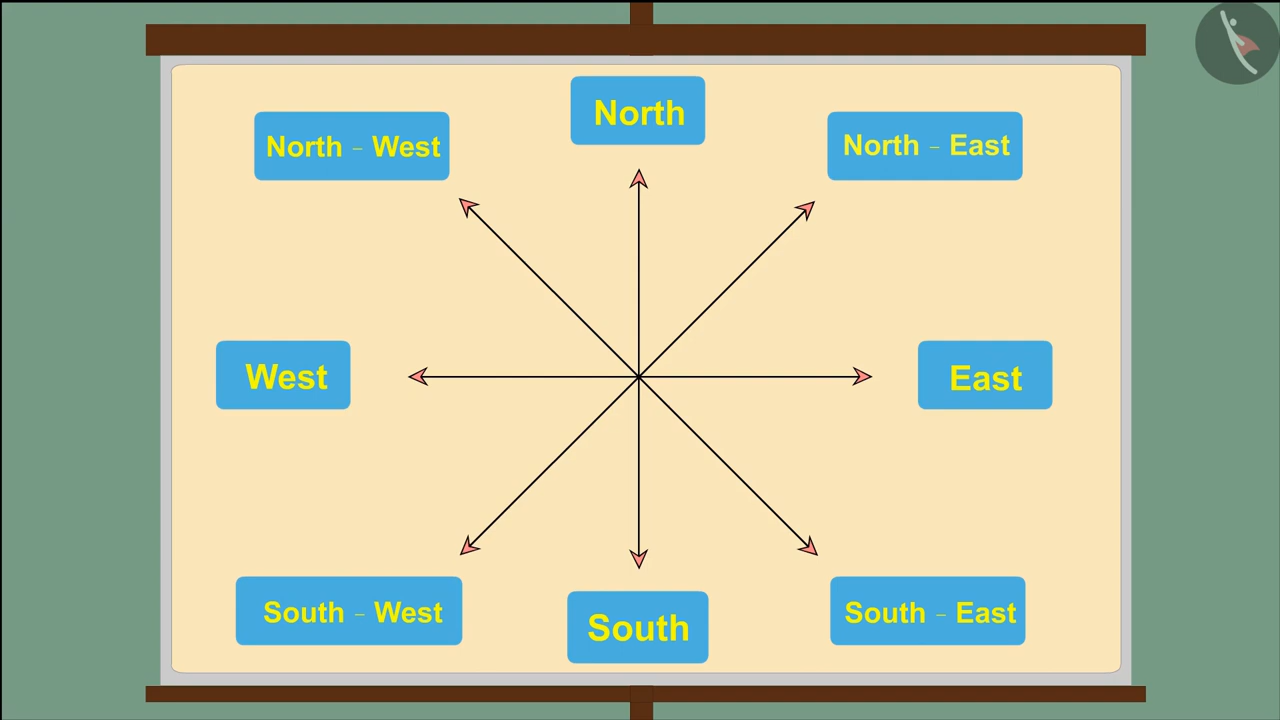 North
North - West
North - East
West
East
South - West
South - East
South